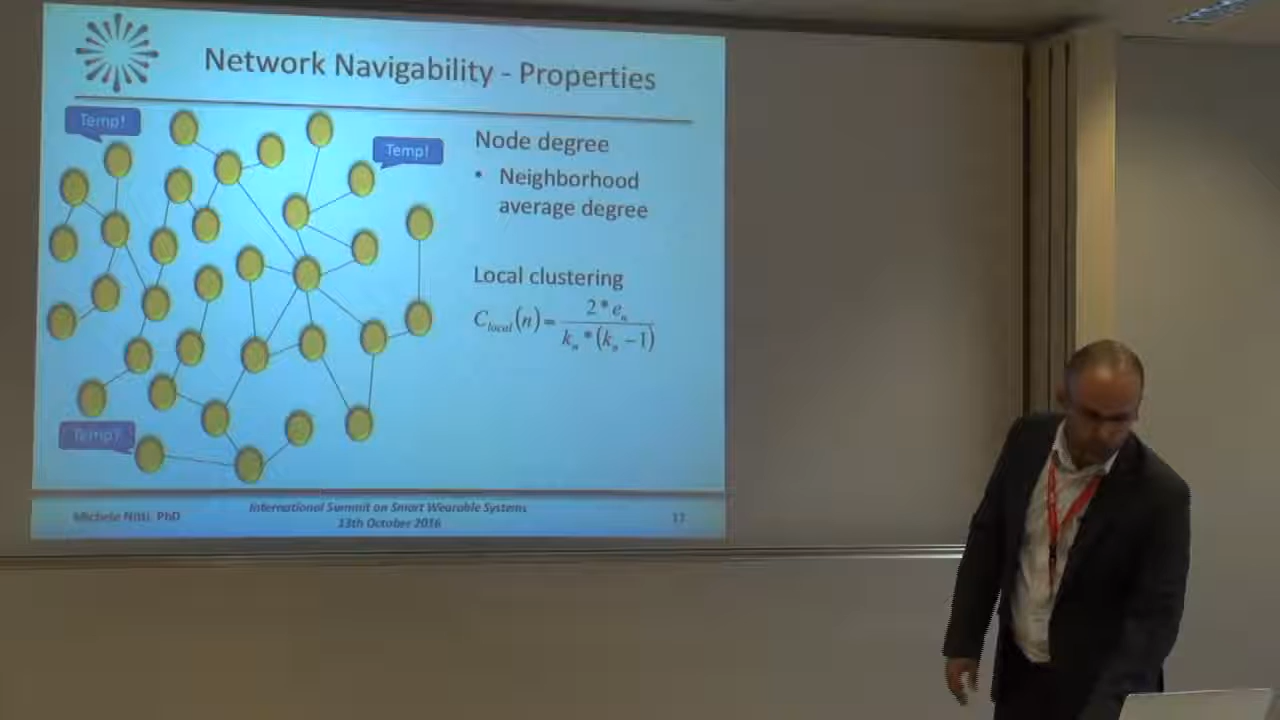 Network Navigability - Properties
Temp!
Temp!
Node degree
• Neighborhood
average degree
Local clustering
C_local(n) = 2 * e_n / k_n * (k_n − 1)
Temp?
Michele Nitti, PhD
International Summit on Smart Wearable Systems
13th October 2016